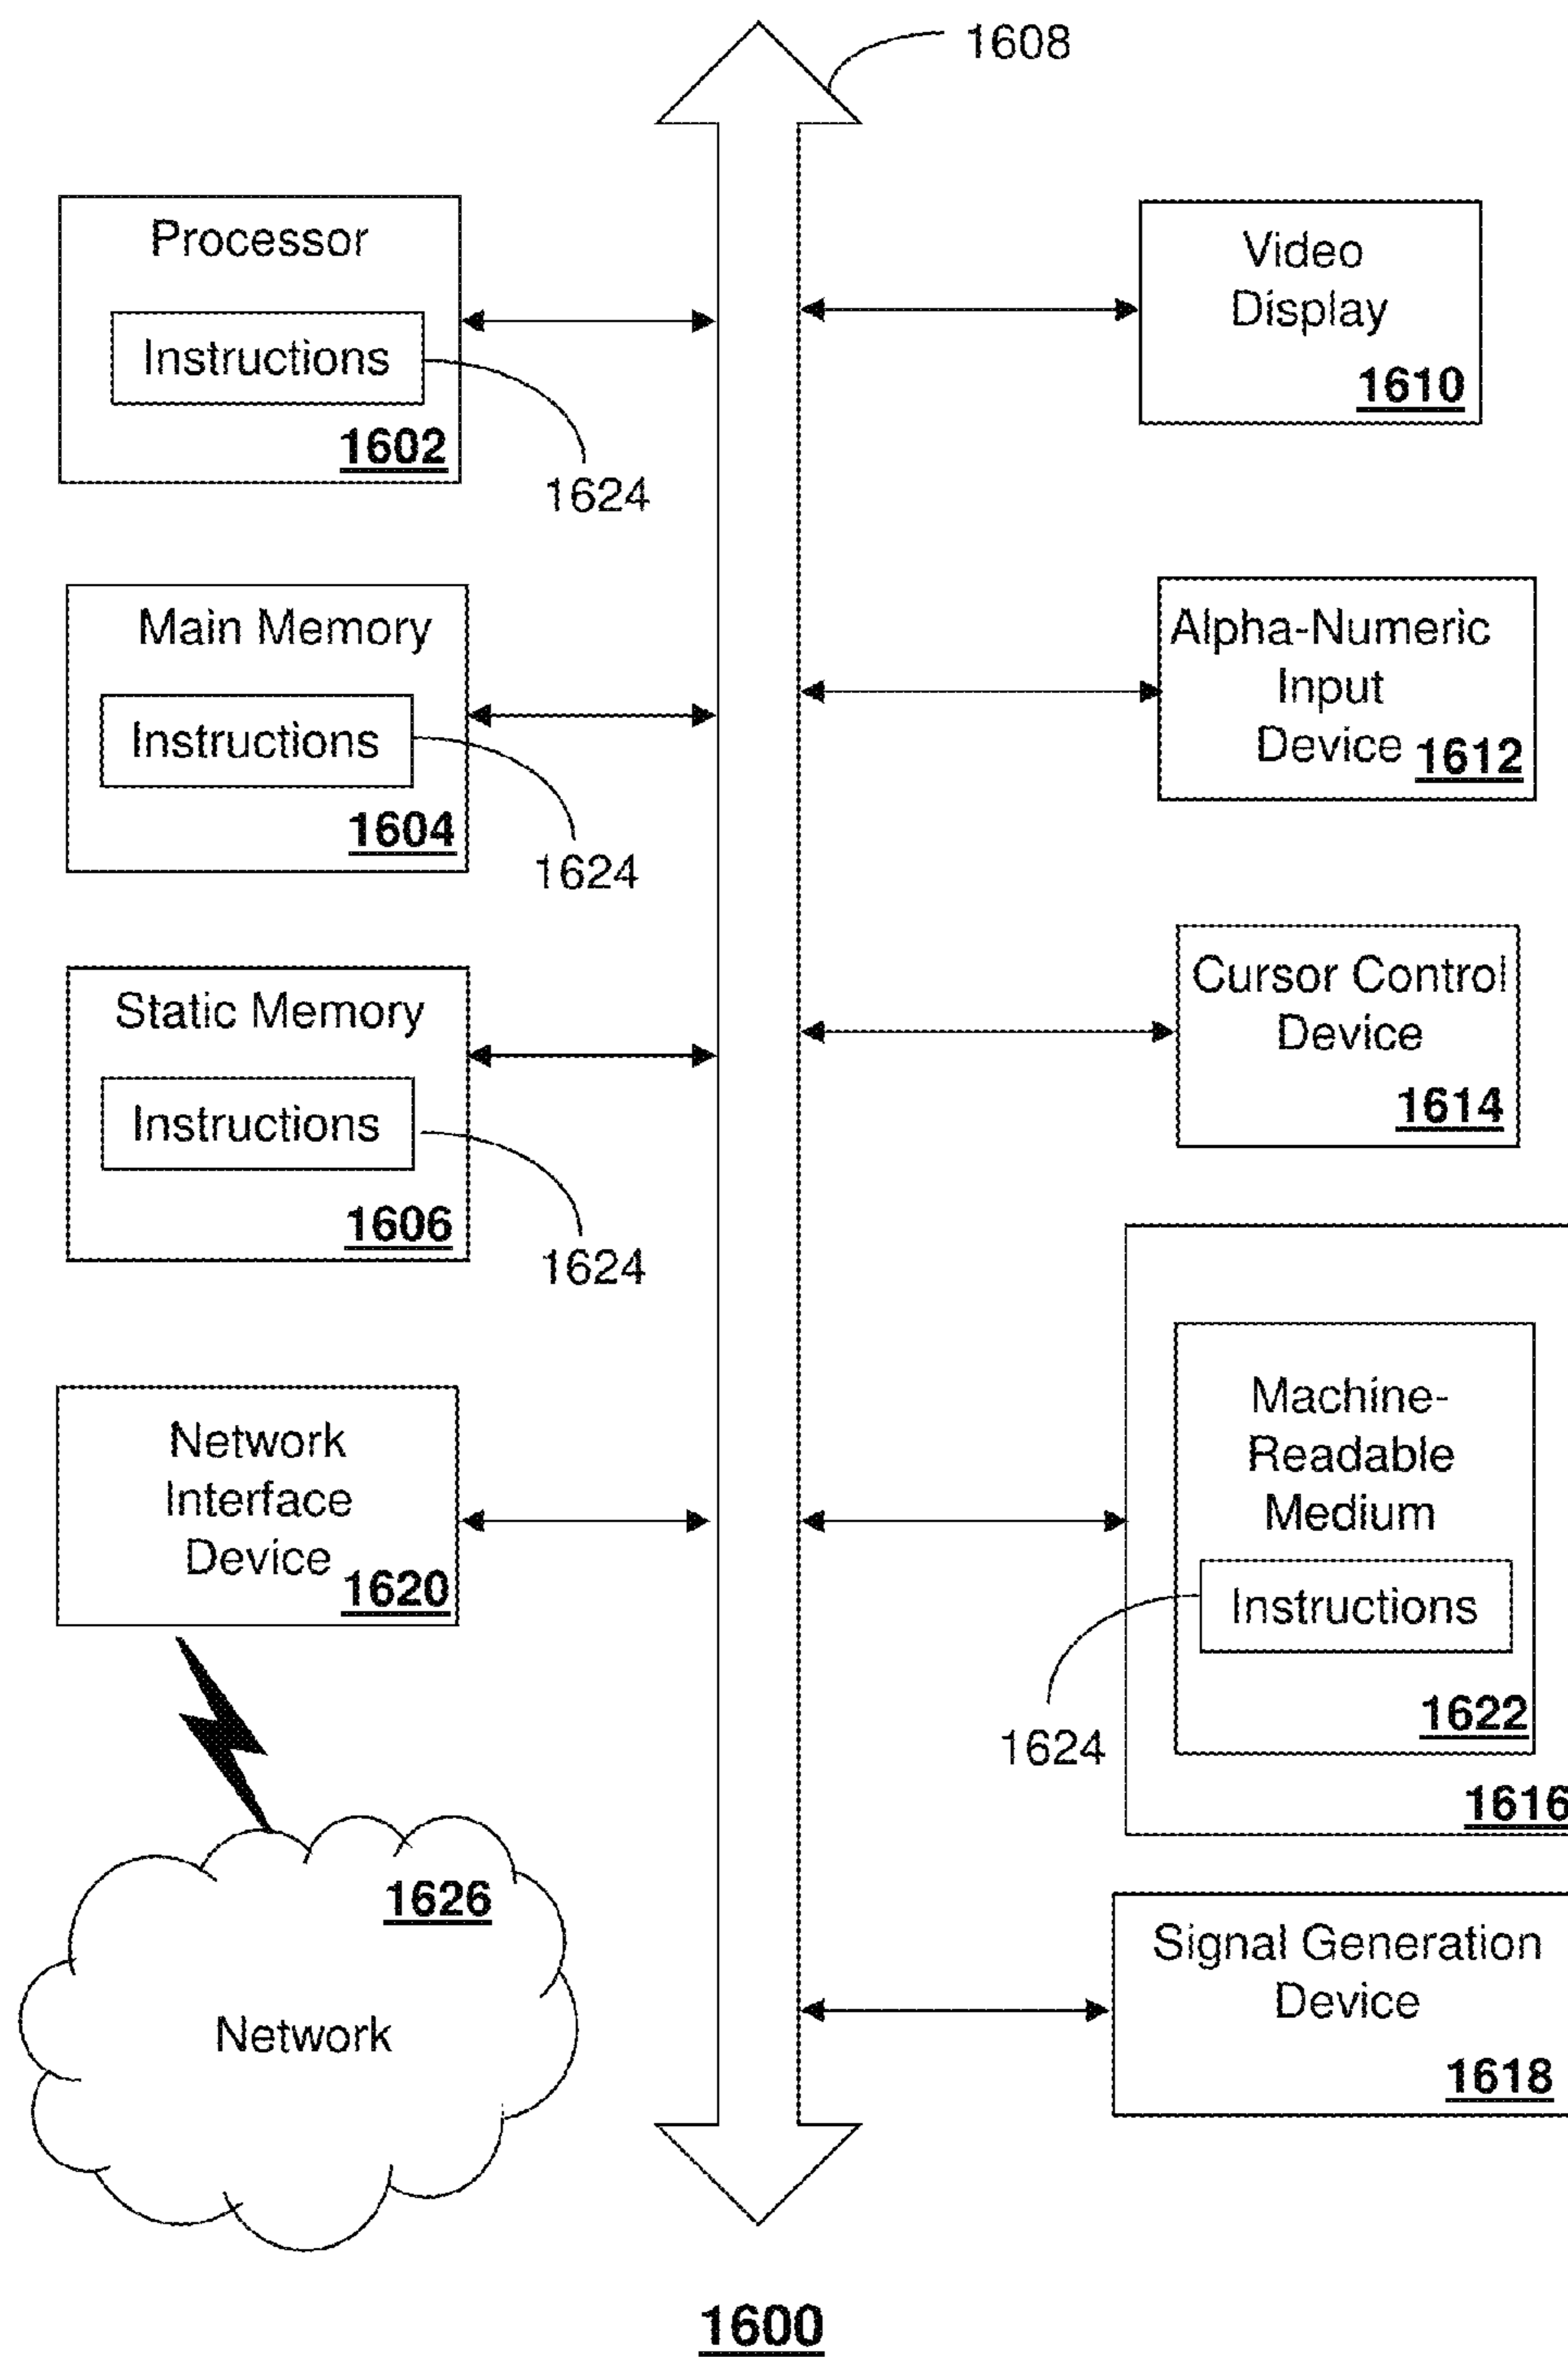 1608
Processor
Instructions
1602
1624
Main Memory
Instructions
1604
1624
Static Memory
Instructions
1606
1624
Network
Interface
Device
1620
1626
Network
Video
Display
1610
Alpha-Numeric
Input
Device
1612
Cursor Control
Device
1614
Machine-
Readable
Medium
Instructions
1624
1622
1616
Signal Generation
Device
1618
1600